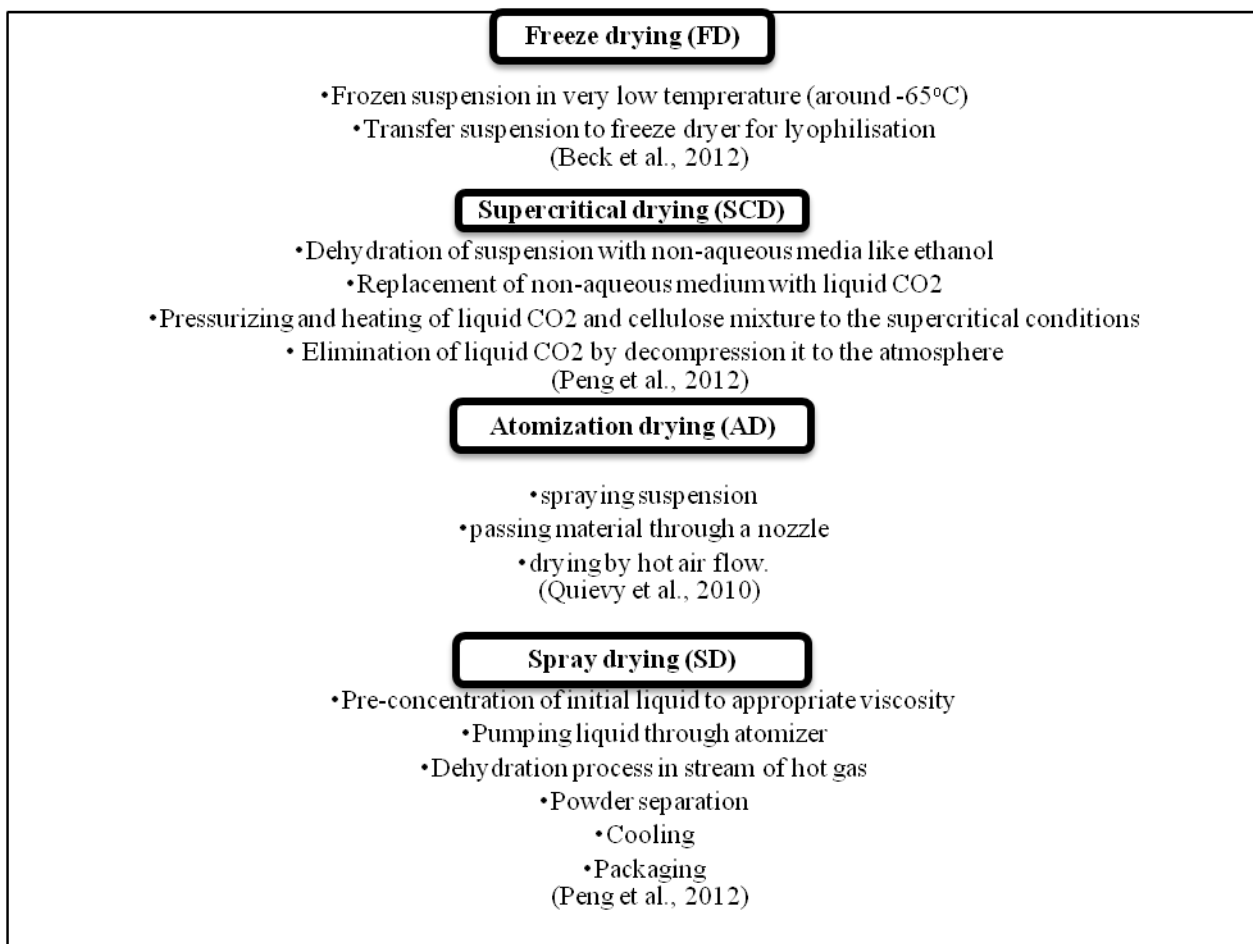 Freeze drying (FD)
•Frozen suspension in very low temprerature (around -65°C)
•Transfer suspension to freeze dryer for lyophilisation
(Beck et al., 2012)
Supercritical drying (SCD)
•Dehydration of suspension with non-aqueous media like ethanol
•Replacement of non-aqueous medium with liquid CO2
•Pressurizing and heating of liquid CO2 and cellulose mixture to the supercritical conditions
• Elimination of liquid CO2 by decompression it to the atmosphere
(Peng et al., 2012)
Atomization drying (AD)
•spraying suspension
•passing material through a nozzle
•drying by hot air flow.
(Quievy et al., 2010)
Spray drying (SD)
•Pre-concentration of initial liquid to appropriate viscosity
•Pumping liquid through atomizer
•Dehydration process in stream of hot gas
•Powder separation
•Cooling
•Packaging
(Peng et al., 2012)